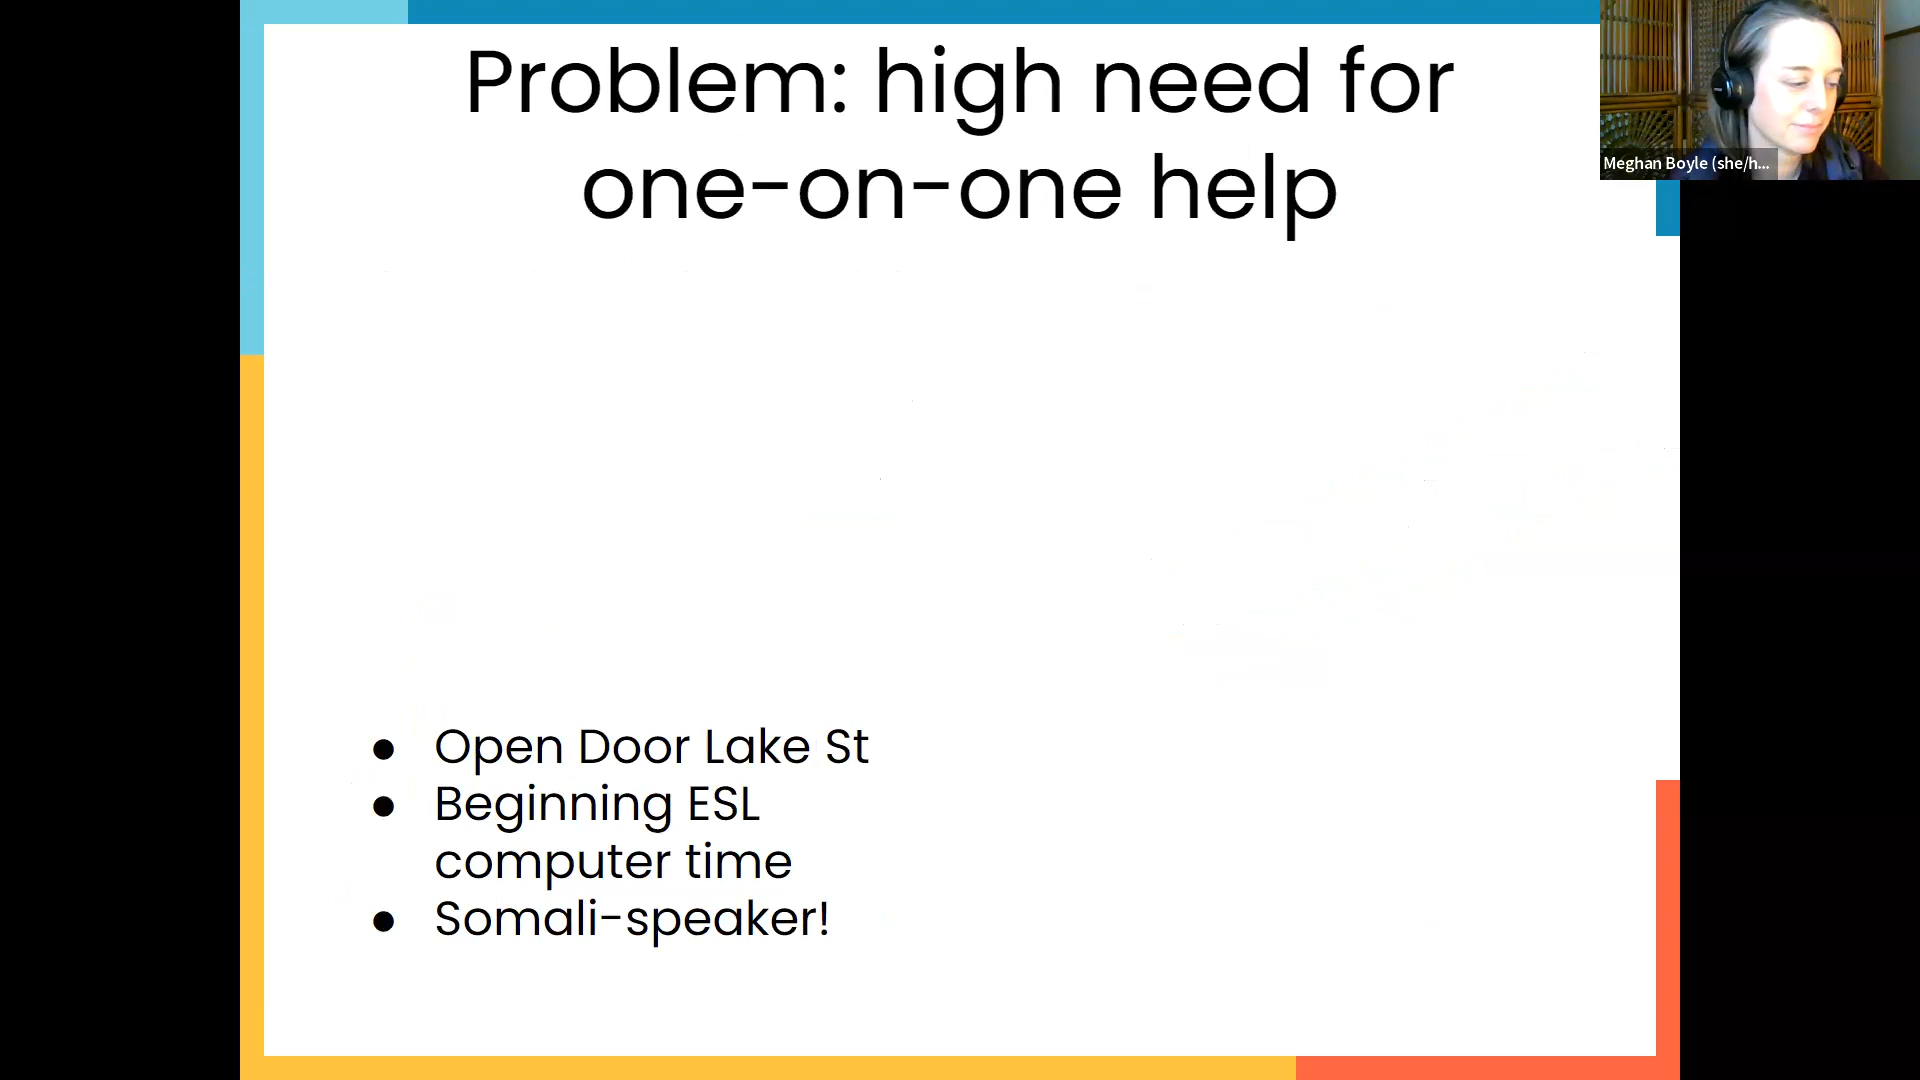 Problem: high need for
one-on-one help
Meghan Boyle (she/h...
● Open Door Lake St
● Beginning ESL
computer time
● Somali-speaker!